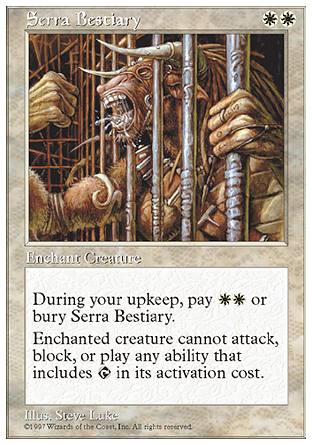 Serra Bestiary
Enchant Creature
During your upkeep, pay or
bury Serra Bestiary.
Enchanted creature cannot attack,
block, or play any ability that
includes in its activation cost.
Illus. Steve Luke
©1997 Wizards of the Coast, Inc. All rights reserved.